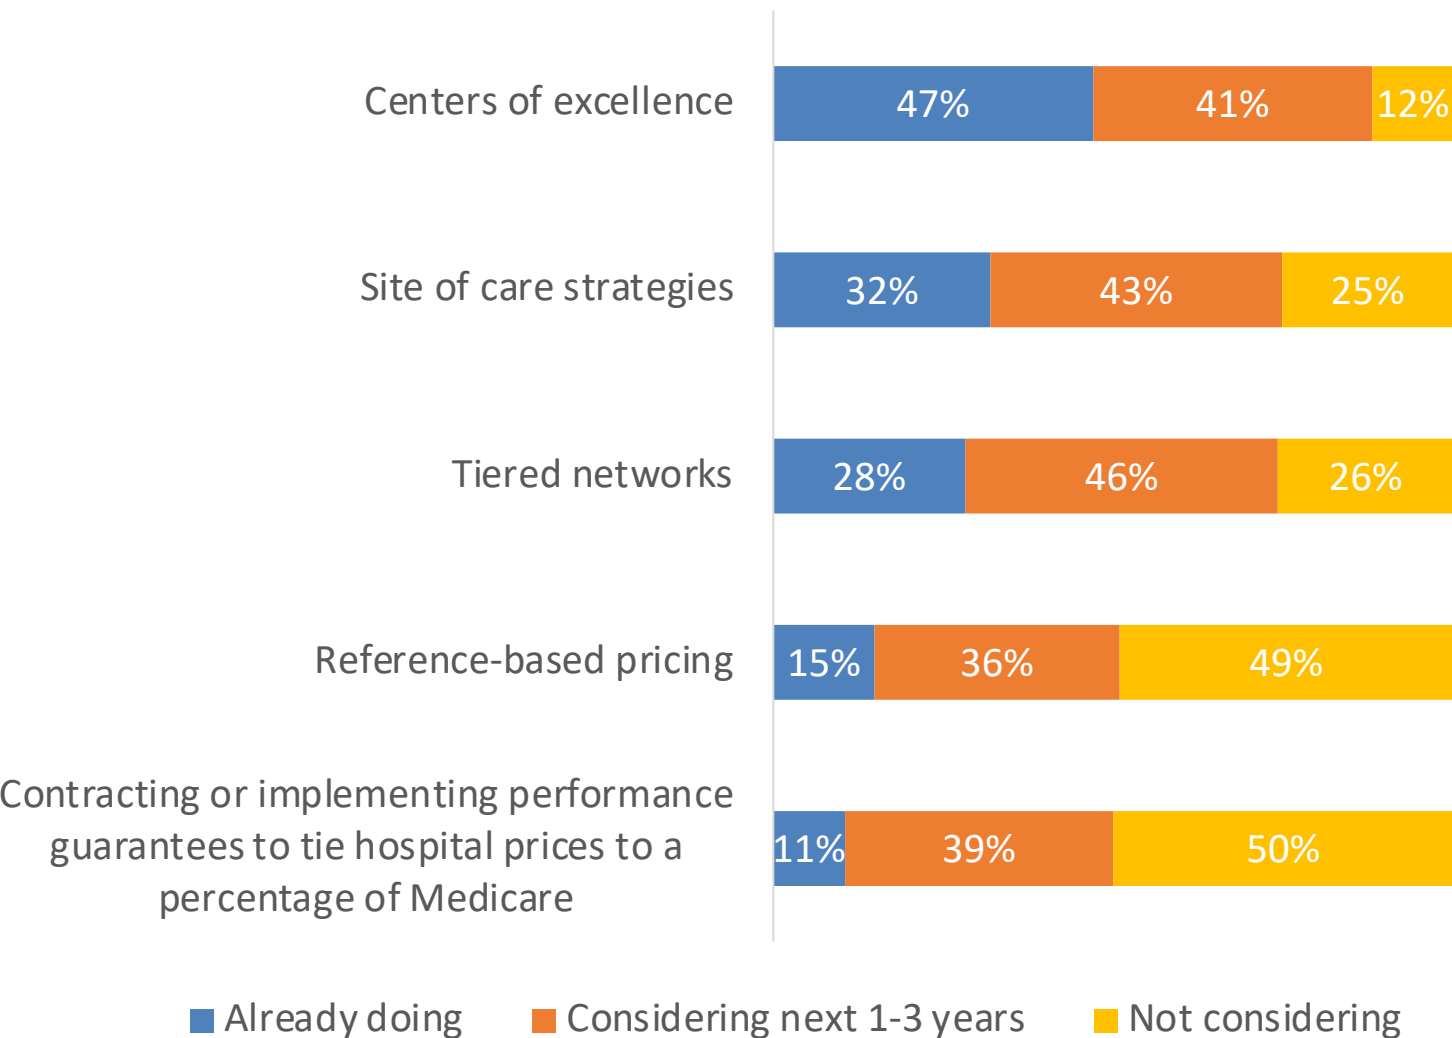 Centers of excellence
47% 41% 12%
Site of care strategies
32% 43% 25%
Tiered networks
28% 46% 26%
Reference-based pricing
15% 36% 49%
Contracting or implementing performance
guarantees to tie hospital prices to a
percentage of Medicare
11% 39% 50%
Already doing Considering next 1-3 years Not considering